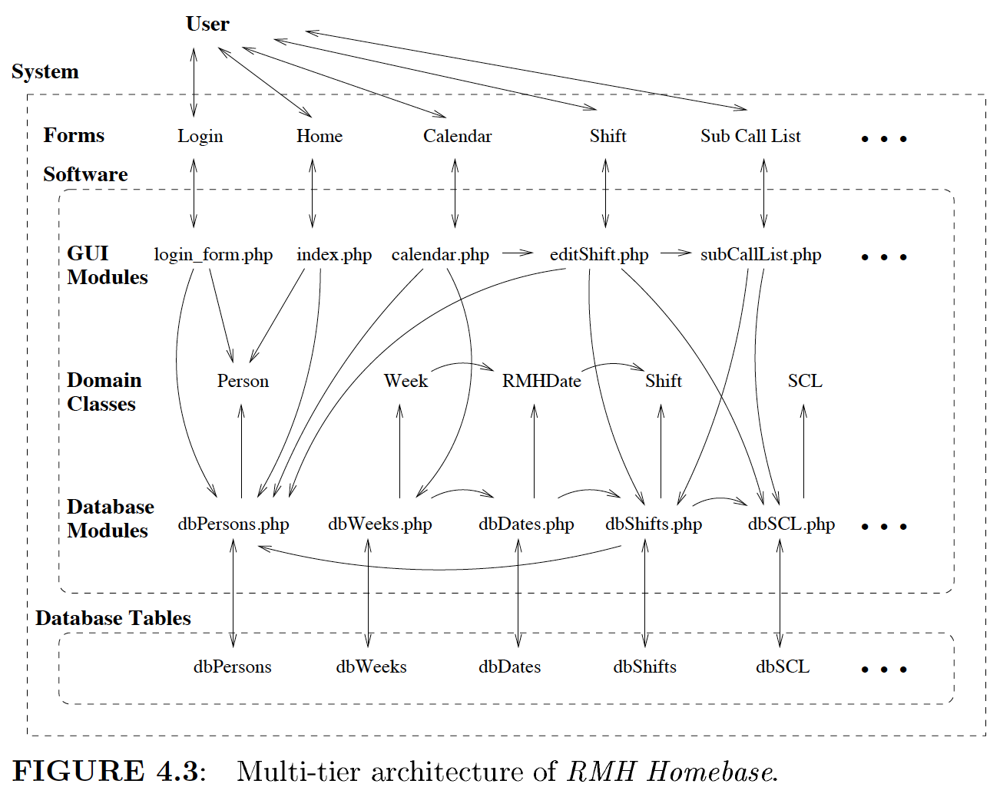 User
System
Forms Login Home Calendar Shift Sub Call List • • •
Software
GUI
Modules login_form.php index.php calendar.php editShift.php subCallList.php • • •
Domain
Classes Person Week RMHDate Shift SCL
Database
Modules dbPersons.php dbWeeks.php dbDates.php dbShifts.php dbSCL.php • • •
Database Tables
dbPersons dbWeeks dbDates dbShifts dbSCL • • •
FIGURE 4.3: Multi-tier architecture of RMH Homebase.